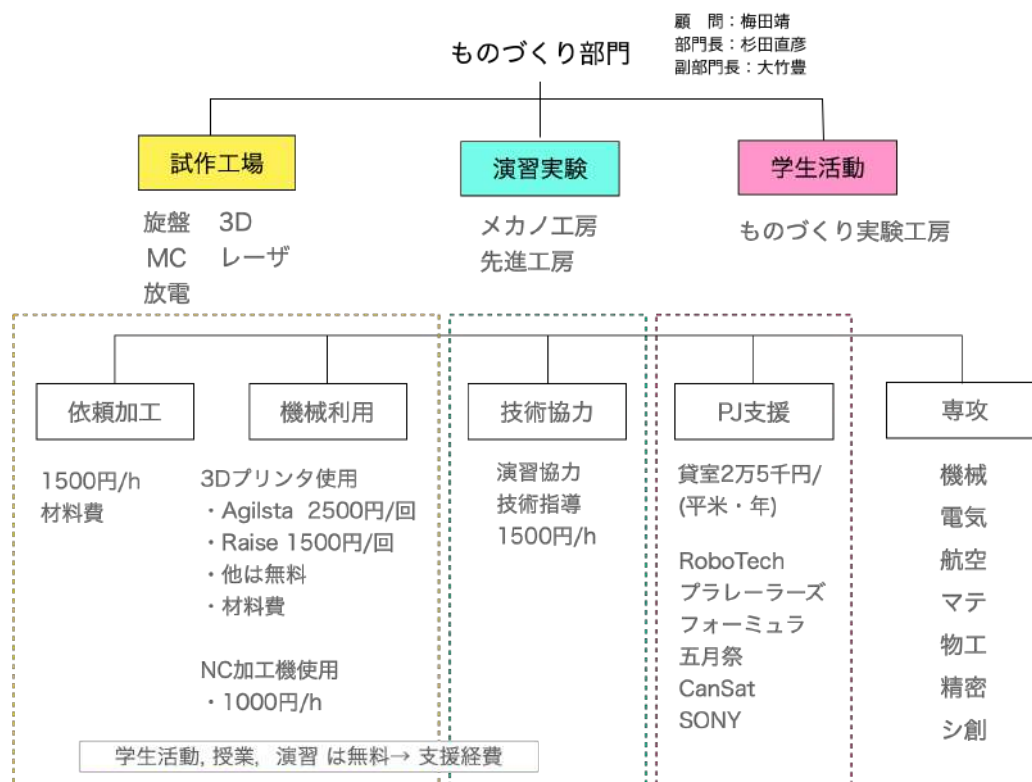 顧　問：梅田靖
部門長：杉田直彦
副部門長：大竹豊
ものづくり部門
試作工場
旋盤　3D
MC　レーザ
放電
演習実験
メカノ工房
先進工房
学生活動
ものづくり実験工房
依頼加工
1500円/h
材料費
機械利用
3Dプリンタ使用
・Agilsta 2500円/回
・Raise 1500円/回
・他は無料
・材料費
NC加工機使用
・1000円/h
技術協力
演習協力
技術指導
1500円/h
PJ支援
貸室2万5千円/
(平米・年)
RoboTech
プラレーラーズ
フォーミュラ
五月祭
CanSat
SONY
専攻
機械
電気
航空
マテ
物工
精密
シ創
学生活動, 授業,　演習 は無料→ 支援経費